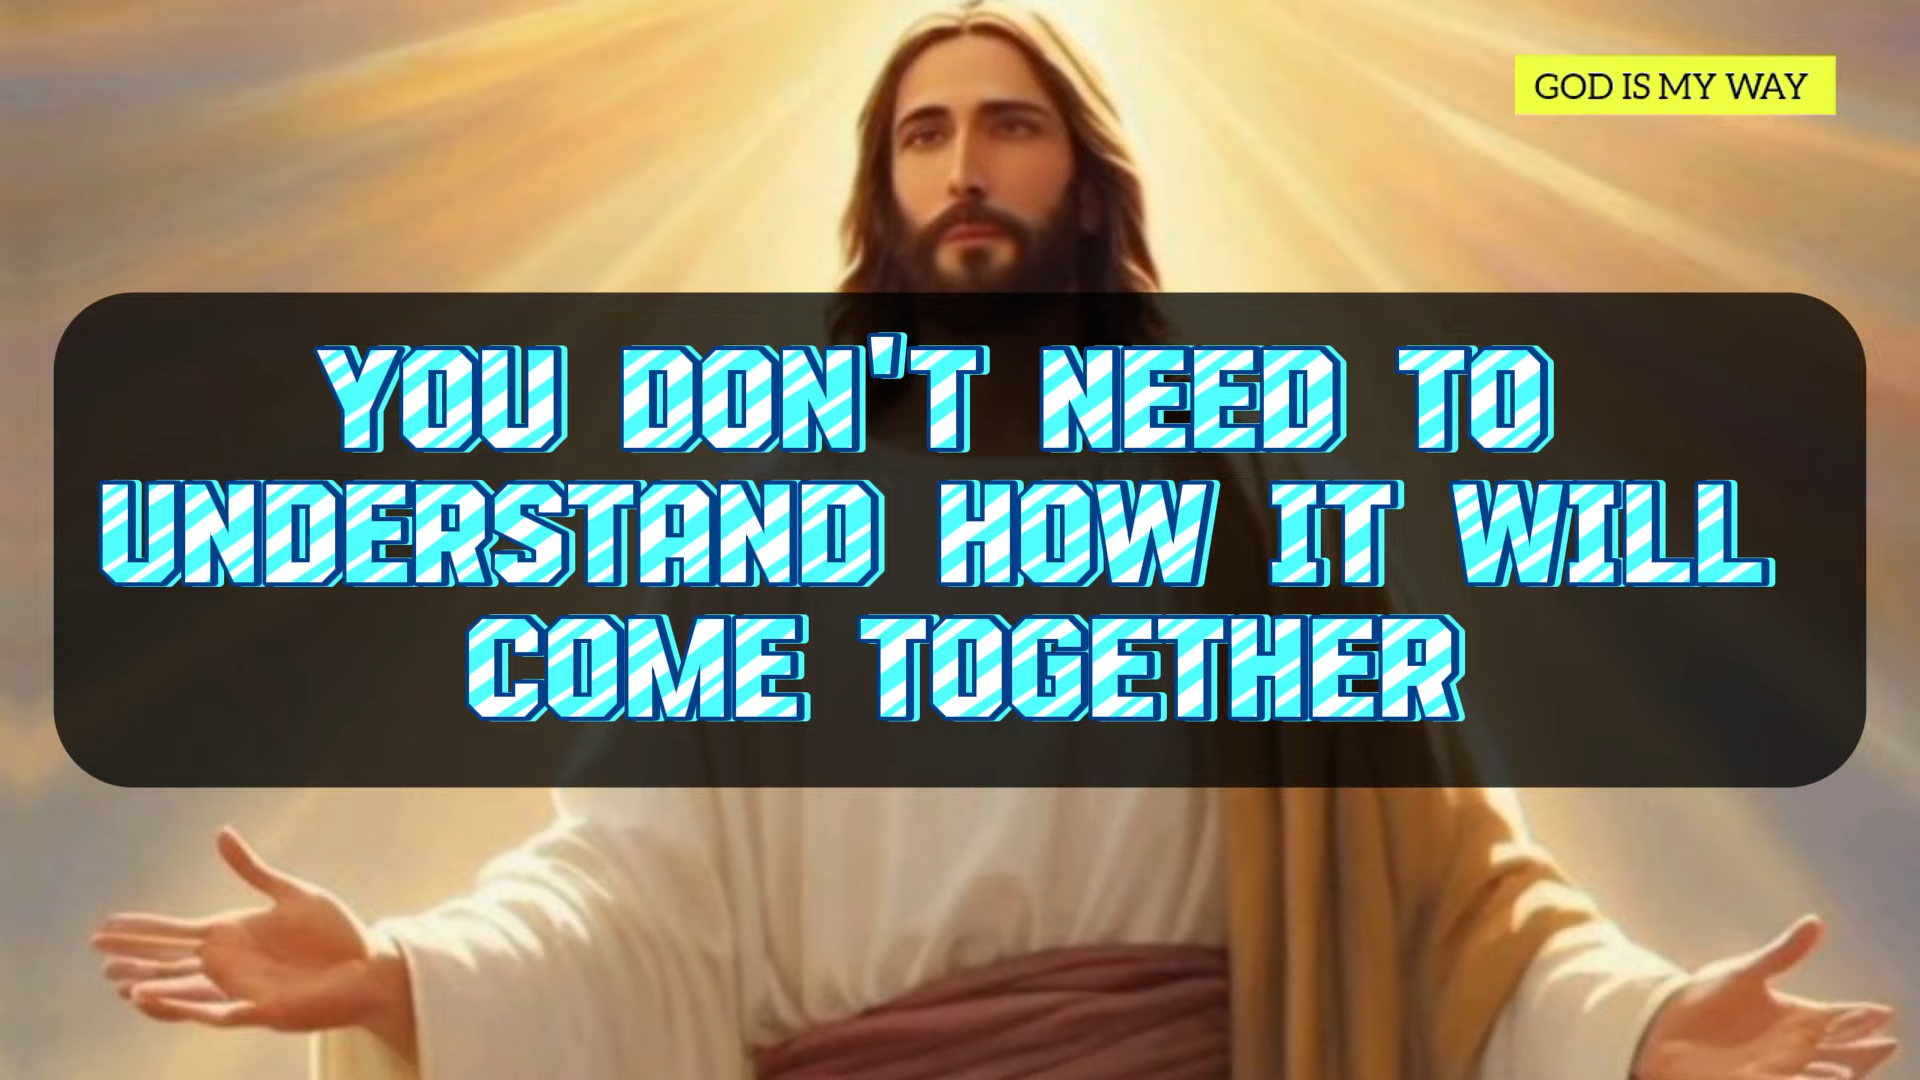 GOD IS MY WAY
YOU DON'T NEED TO
UNDERSTAND HOW IT WILL
COME TOGETHER